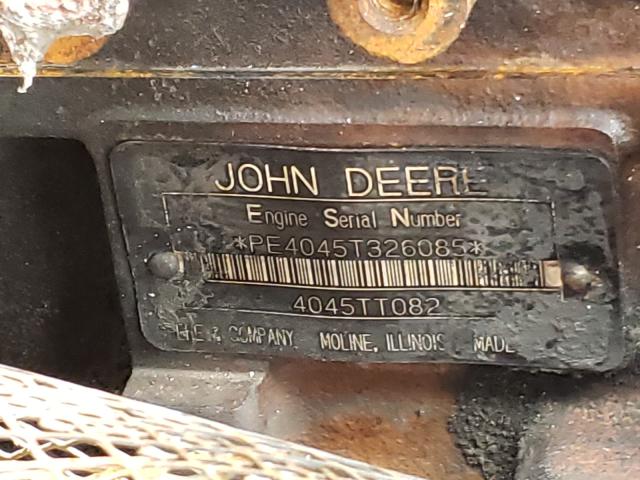 JOHN DEERE
Engine Serial Number
*PE4045T326085*
4045TT082
COMPANY MOLINE, ILLINOIS MADE